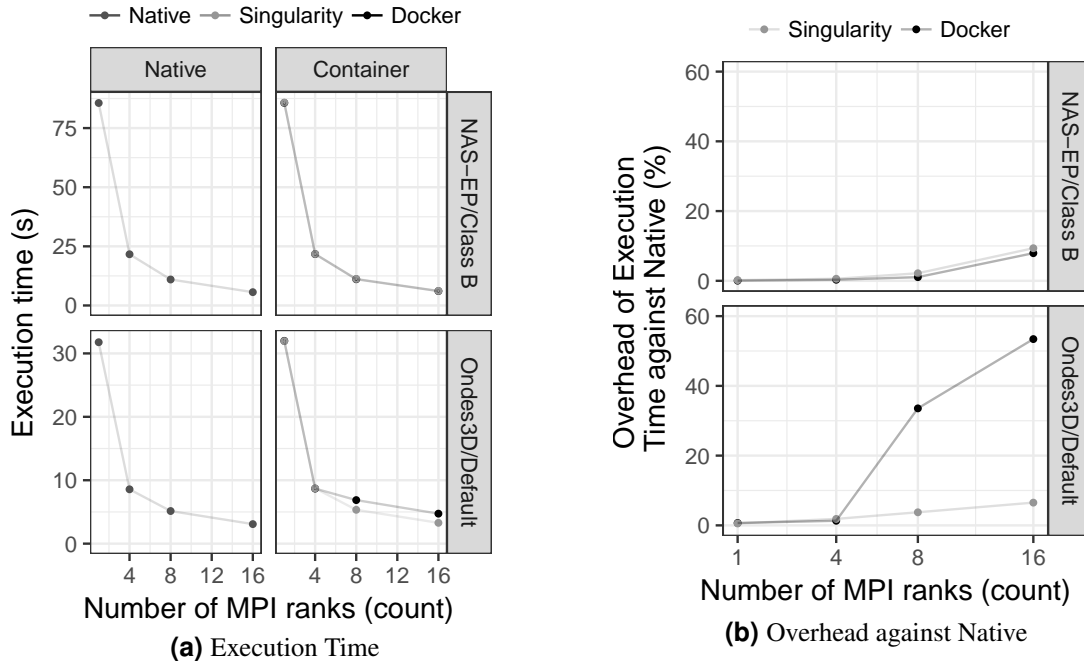 Native Singularity Docker
Native
Container
Execution time (s)
75
50
25
0
NAS−EP/Class B
30
20
10
0
Ondes3D/Default
4 8 12 16
4 8 12 16
Number of MPI ranks (count)
(a) Execution Time
Singularity Docker
Overhead of Execution
Time against Native (%)
60
40
20
0
NAS−EP/Class B
60
40
20
0
Ondes3D/Default
1 4 8 16
Number of MPI ranks (count)
(b) Overhead against Native